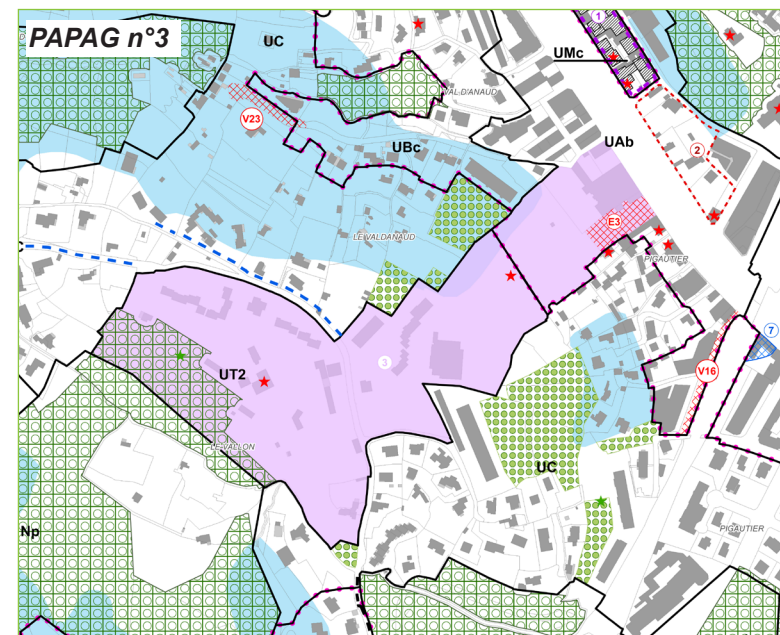 PAPAG n°3
UC
1
UMc
VAL D'ANAUD
V23
UBc
UAb
2
E3
LE VALDANAUD
PIGAUTIER
C
7
3
UT2
V16
LE VALLON
UC
Np
PIGAUTIER